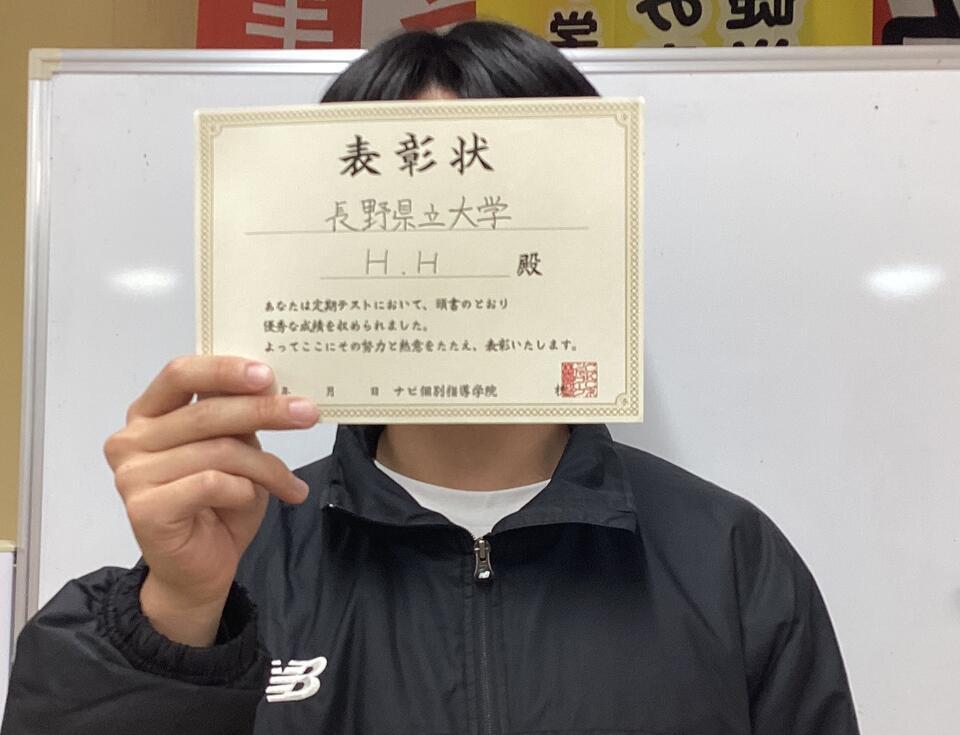 表彰状
長野県立大学
H.H 殿
あなたは定期テストにおいて、頭書のとおり
優秀な成績を収められました。
よってここにその努力と熱意をたたえ、表彰いたします。
年 月 日 ナビ個別指導学院